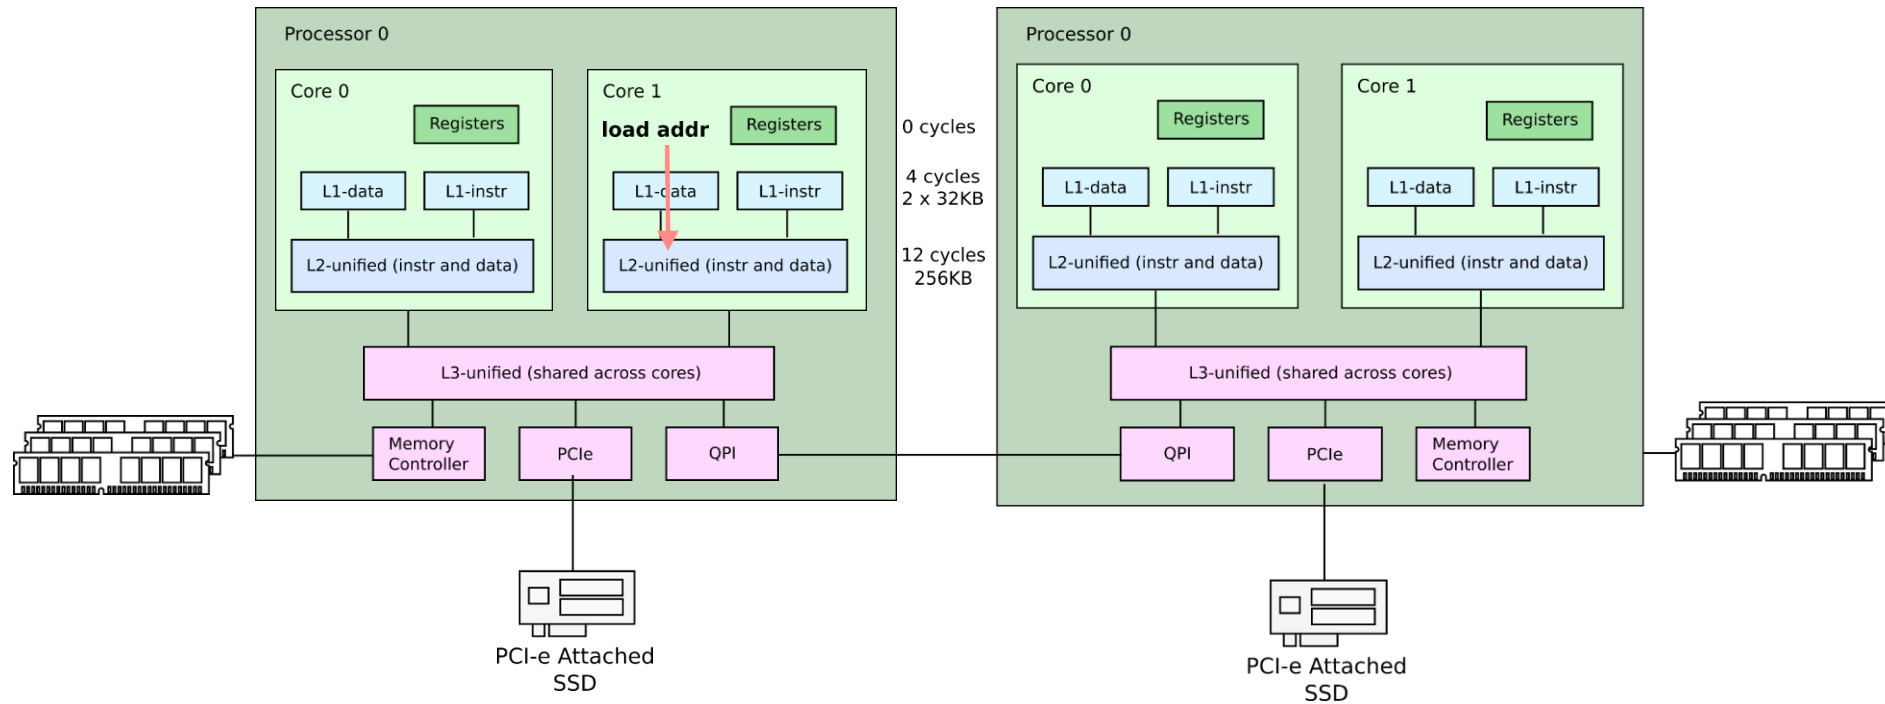 Processor 0
Core 0
Registers
L1-data
L1-instr
L2-unified (instr and data)
Core 1
load addr
Registers
L1-data
L1-instr
L2-unified (instr and data)
L3-unified (shared across cores)
Memory
Controller
PCIe
QPI
PCI-e Attached
SSD
0 cycles
4 cycles
2 x 32KB
12 cycles
256KB
Processor 0
Core 0
Registers
L1-data
L1-instr
L2-unified (instr and data)
Core 1
Registers
L1-data
L1-instr
L2-unified (instr and data)
L3-unified (shared across cores)
QPI
PCIe
Memory
Controller
PCI-e Attached
SSD